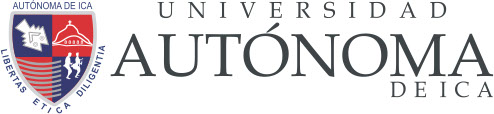 AUTÓNOMA DE ICA
LIBERTAS ETICA DILIGENTIA
UNIVERSIDAD
AUTÓNOMA
DE ICA